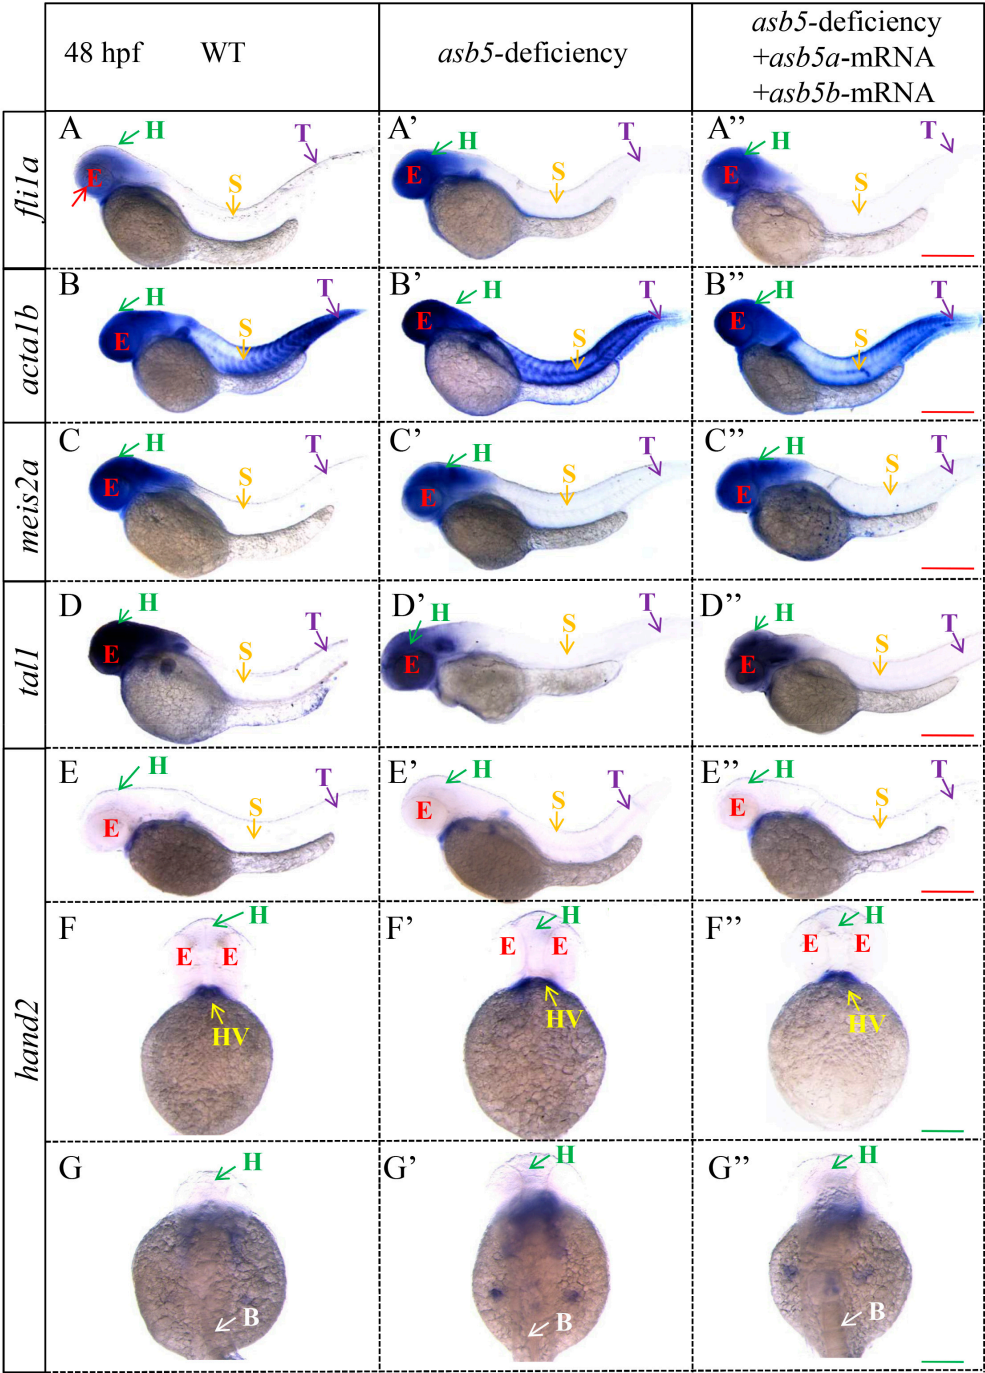 48 hpf WT
asb5-deficiency
asb5-deficiency
+asb5a-mRNA
+asb5b-mRNA
fli1a
A H T E S
A’ H T E S
A’’ H T E S
acta1b
B H T E S
B’ H T E S
B’’ H T E S
meis2a
C H T E S
C’ H T E S
C’’ H T E S
tal1
D H T E S
D’ H T E S
D’’ H T E S
hand2
E H T E S
E’ H T E S
E’’ H T E S
F H E E HV
F’ H E E HV
F’’ H E E HV
G H B
G’ H B
G’’ H B